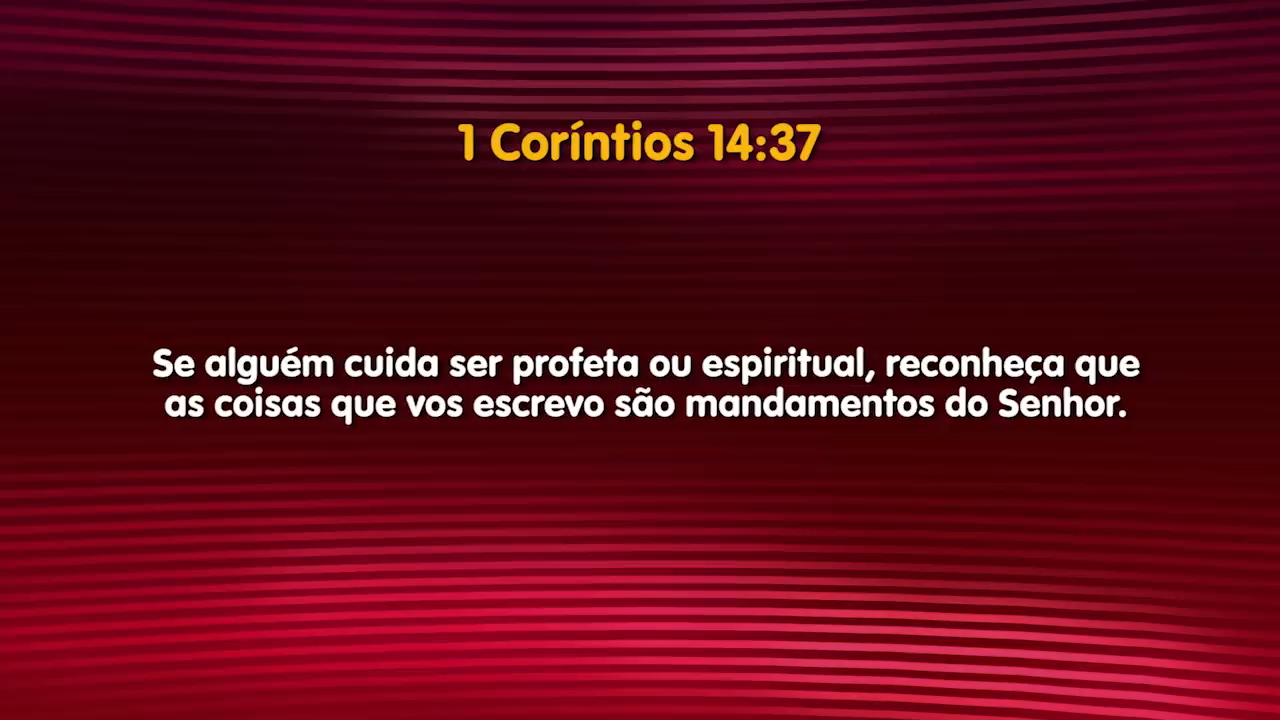 1 Coríntios 14:37
Se alguém cuida ser profeta ou espiritual, reconheça que
as coisas que vos escrevo são mandamentos do Senhor.